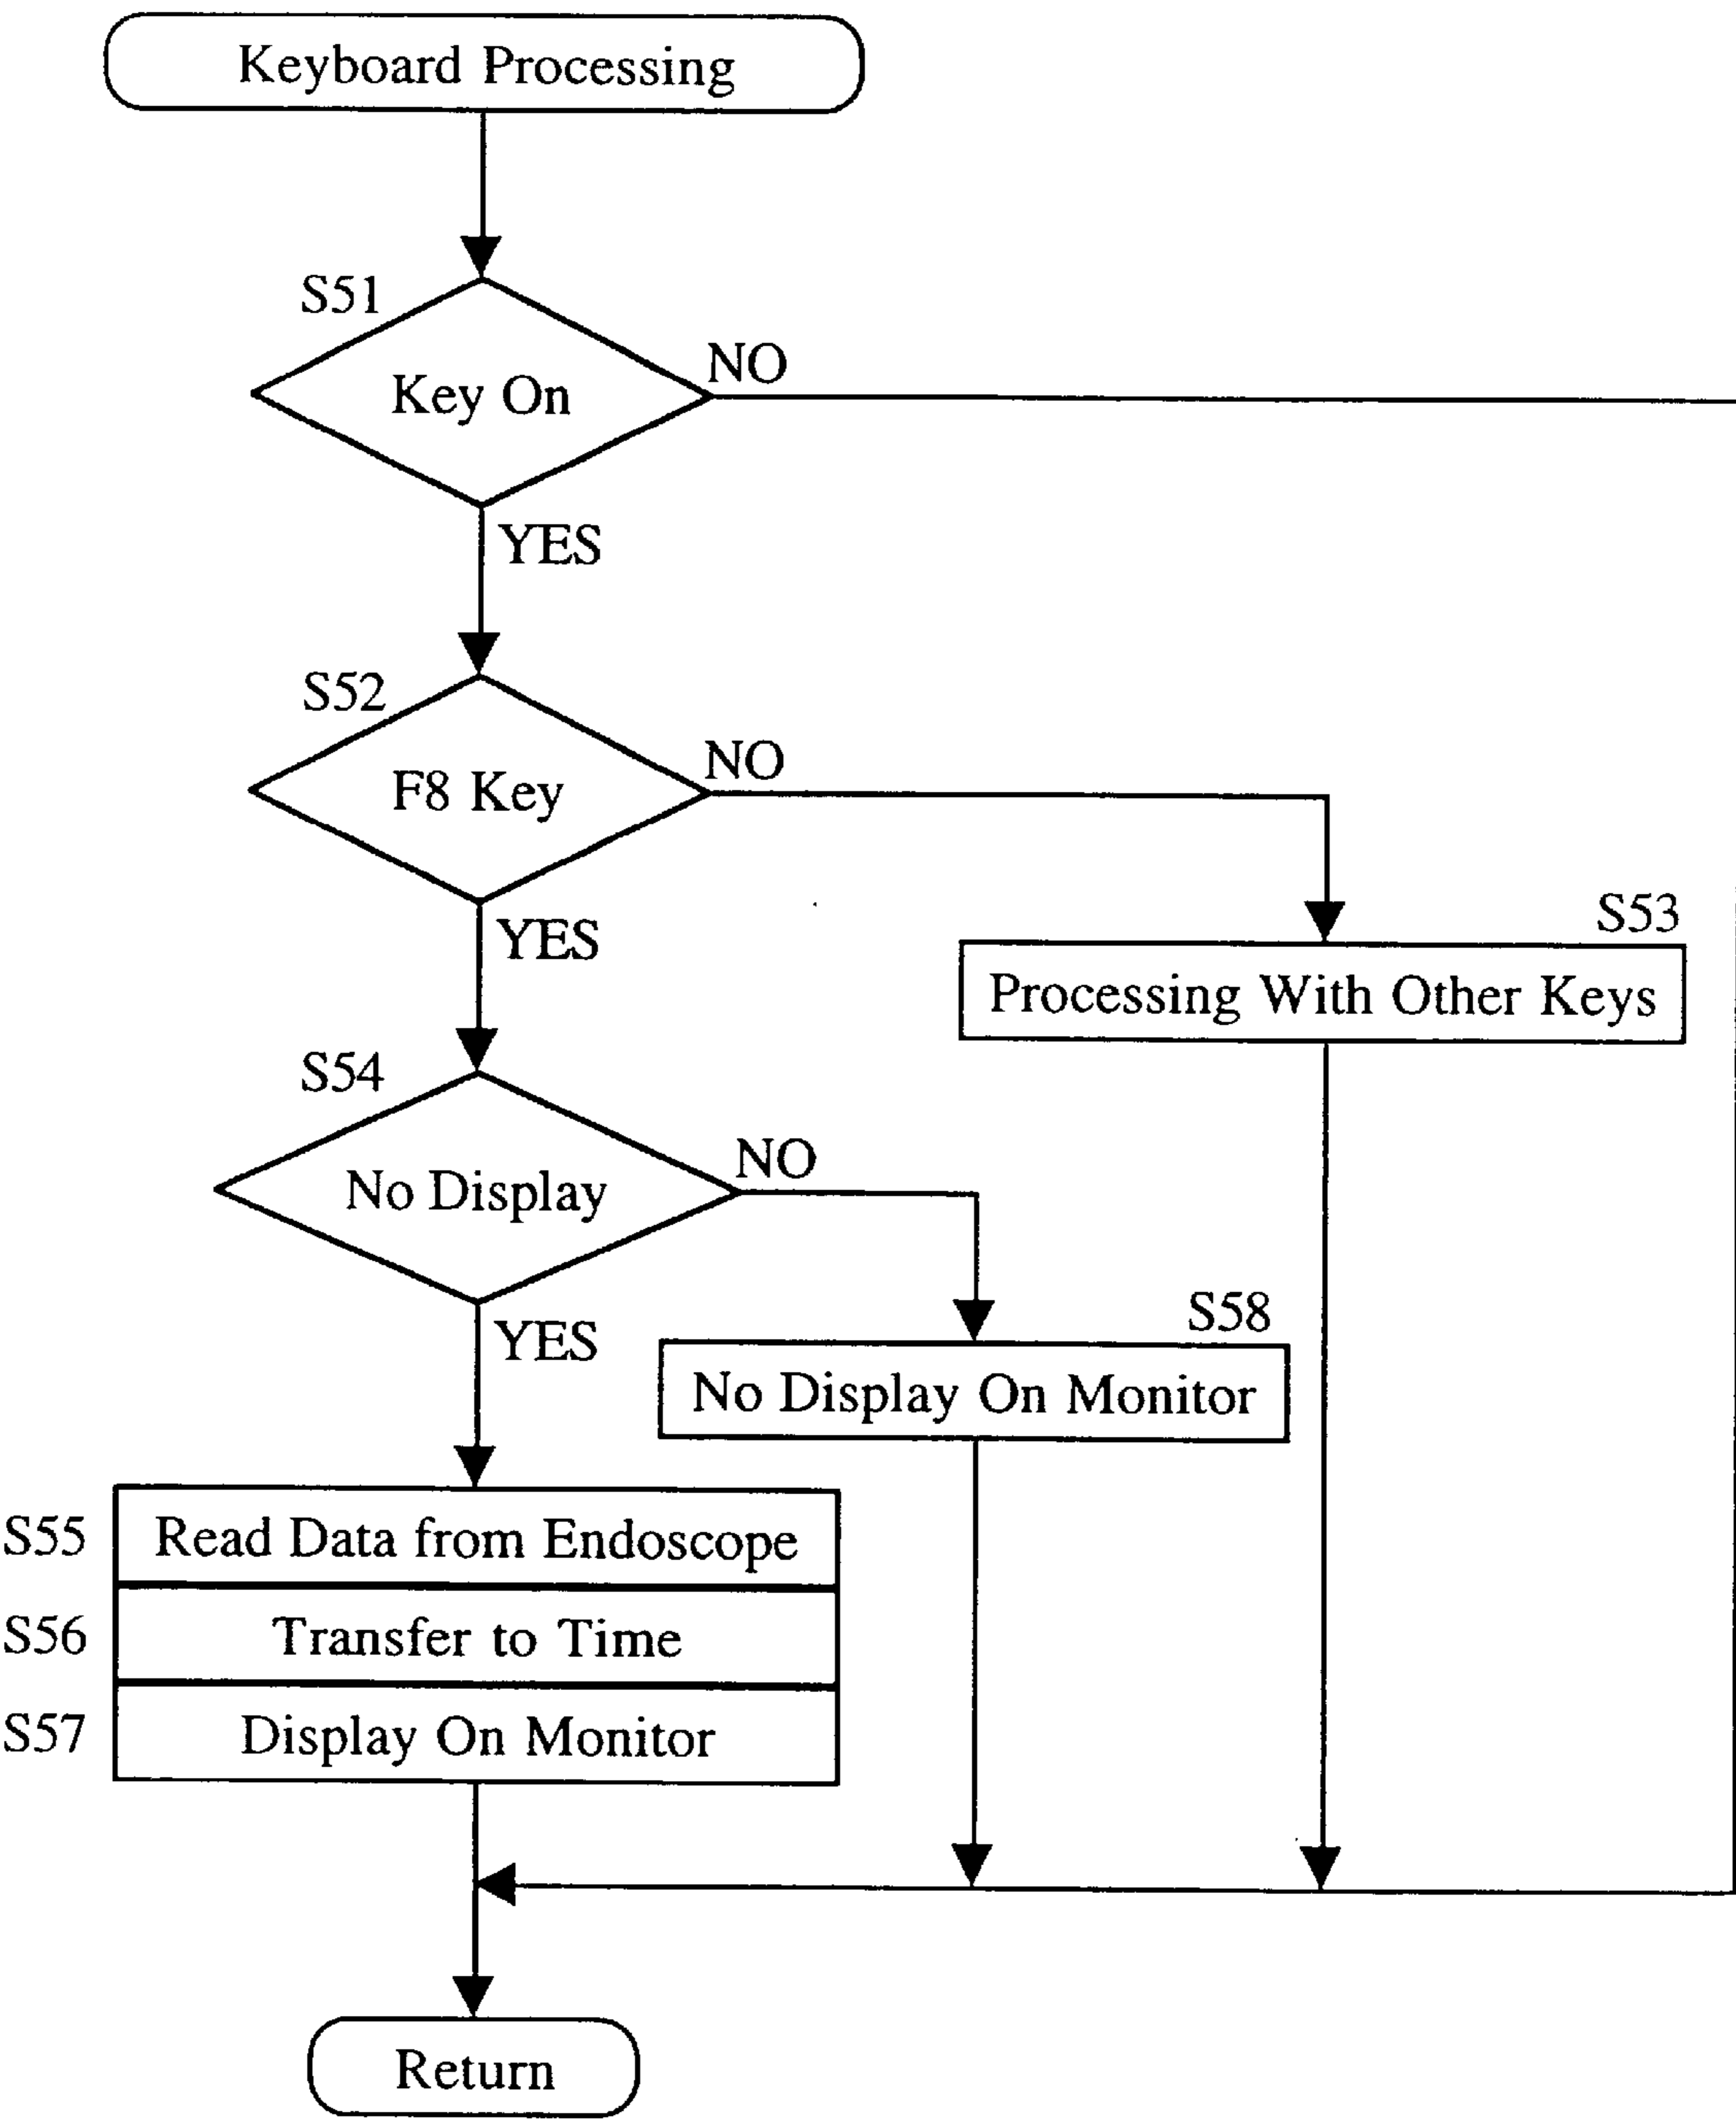 Keyboard Processing
S51
Key On
NO
YES
S52
F8 Key
NO
YES
S53
Processing With Other Keys
S54
No Display
NO
YES
S58
No Display On Monitor
S55
Read Data from Endoscope
S56
Transfer to Time
S57
Display On Monitor
Return